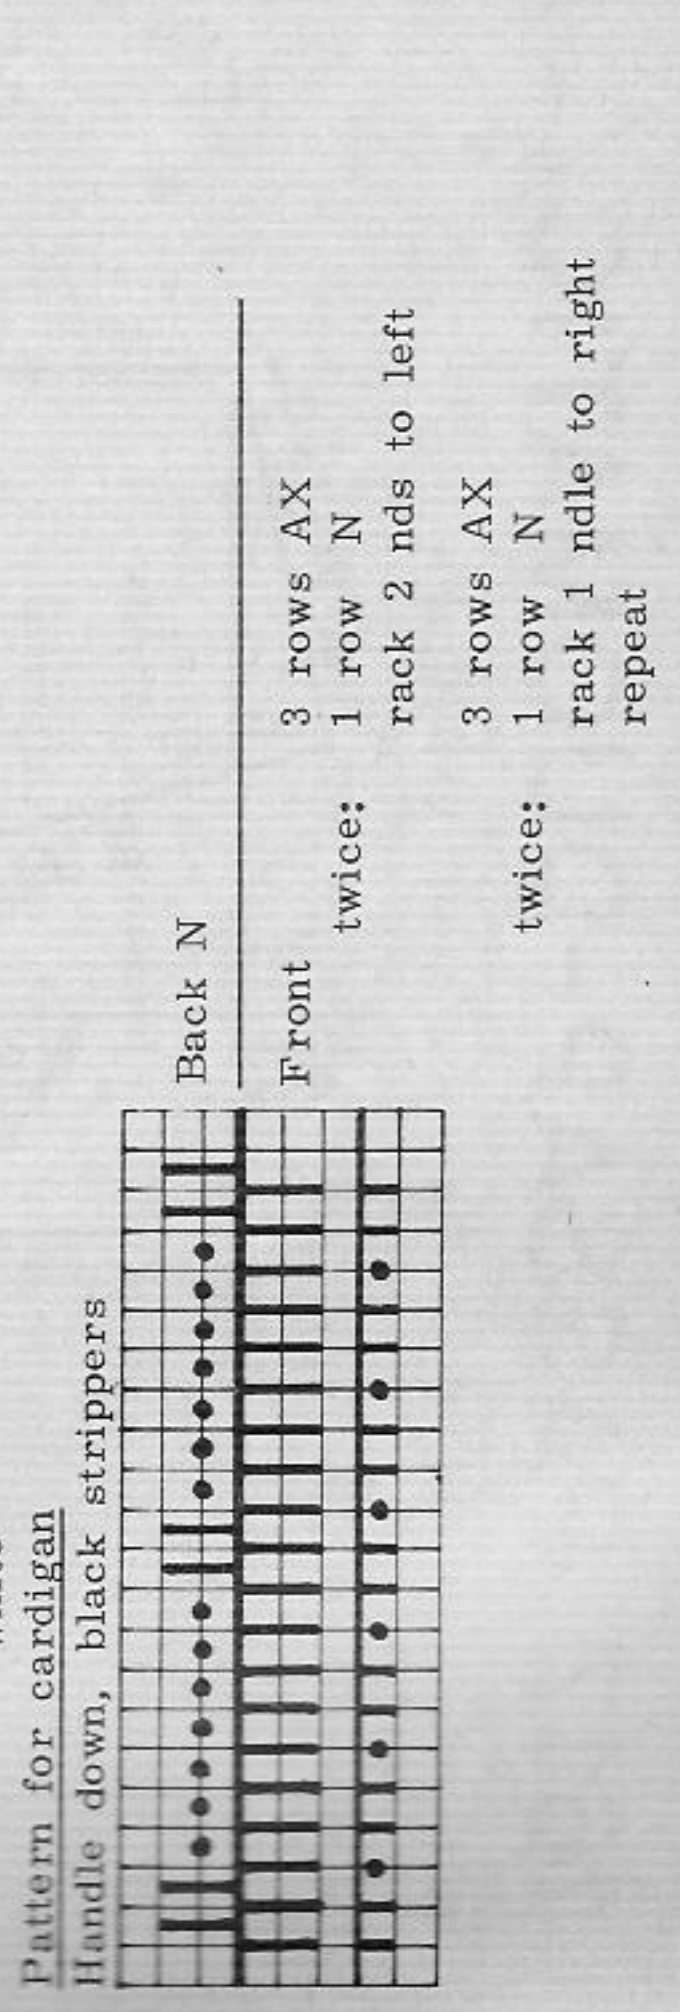 Pattern for cardigan
Handle down, black strippers
Back N
Front
3 rows AX
twice: 1 row N
rack 2 nds to left
3 rows AX
twice: 1 row N
rack 1 ndle to right
repeat